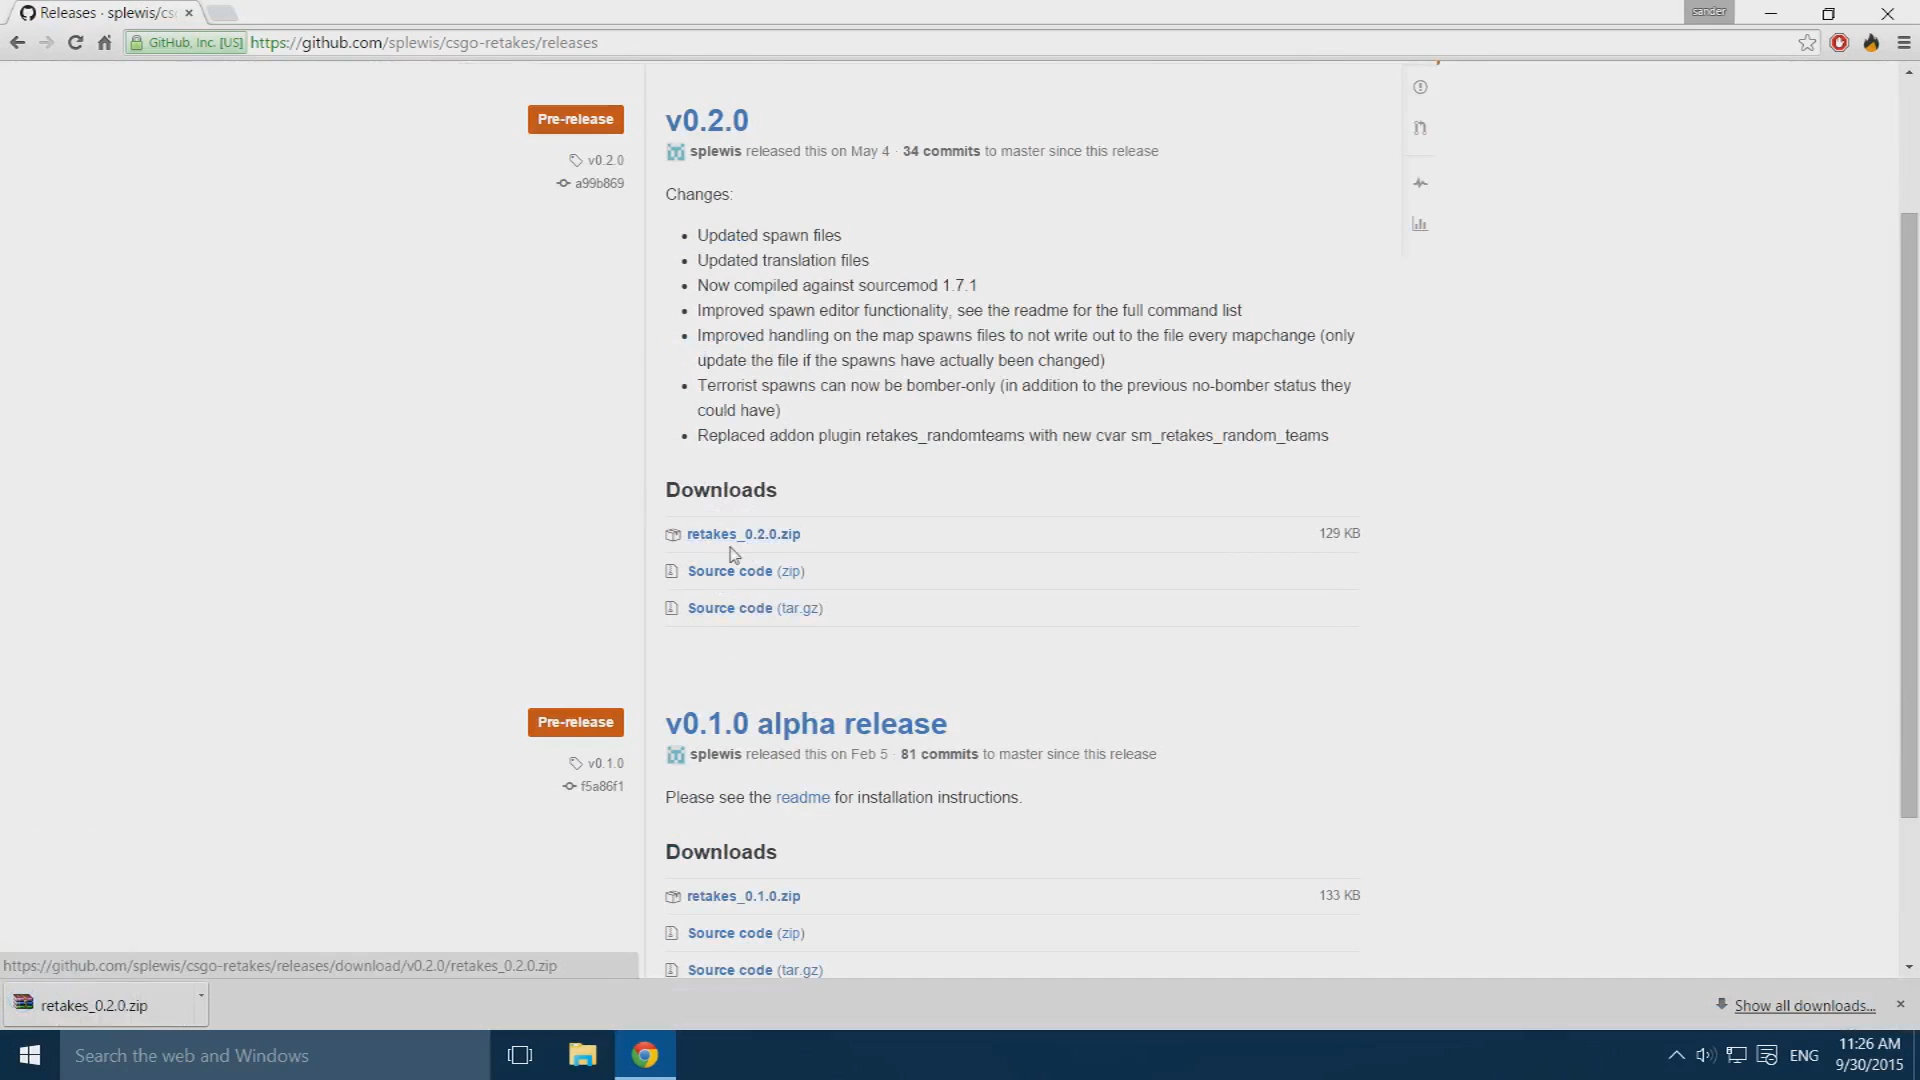 Releases · splewis/cs
sander
GitHub, Inc. [US]
https://github.com/splewis/csgo-retakes/releases
Pre-release
v0.2.0
a99b869
v0.2.0
splewis released this on May 4 · 34 commits to master since this release
Changes:
Updated spawn files
Updated translation files
Now compiled against sourcemod 1.7.1
Improved spawn editor functionality, see the readme for the full command list
Improved handling on the map spawns files to not write out to the file every mapchange (only
update the file if the spawns have actually been changed)
Terrorist spawns can now be bomber-only (in addition to the previous no-bomber status they
could have)
Replaced addon plugin retakes_randomteams with new cvar sm_retakes_random_teams
Downloads
retakes_0.2.0.zip 129 KB
Source code (zip)
Source code (tar.gz)
Pre-release
v0.1.0
f5a86f1
v0.1.0 alpha release
splewis released this on Feb 5 · 81 commits to master since this release
Please see the readme for installation instructions.
Downloads
retakes_0.1.0.zip 133 KB
Source code (zip)
Source code (tar.gz)
https://github.com/splewis/csgo-retakes/releases/download/v0.2.0/retakes_0.2.0.zip
retakes_0.2.0.zip
Show all downloads...
Search the web and Windows
ENG
11:26 AM
9/30/2015